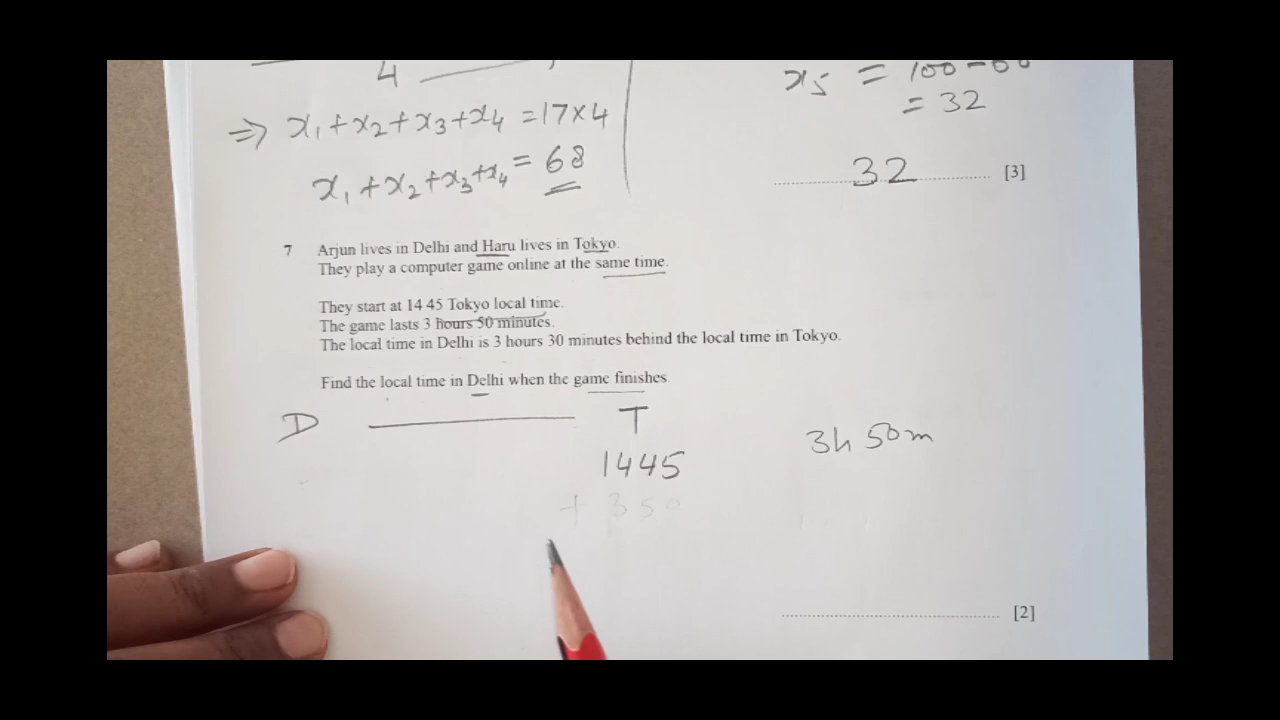 4
⇒ x₁+x₂+x₃+x₄ = 17×4
x₁+x₂+x₃+x₄ = 68
x₅ = 100-68
= 32
32 [3]
7 Arjun lives in Delhi and Haru lives in Tokyo.
They play a computer game online at the same time.
They start at 14 45 Tokyo local time.
The game lasts 3 hours 50 minutes.
The local time in Delhi is 3 hours 30 minutes behind the local time in Tokyo.
Find the local time in Delhi when the game finishes.
D T
1445
+ 350
3h 50m
[2]